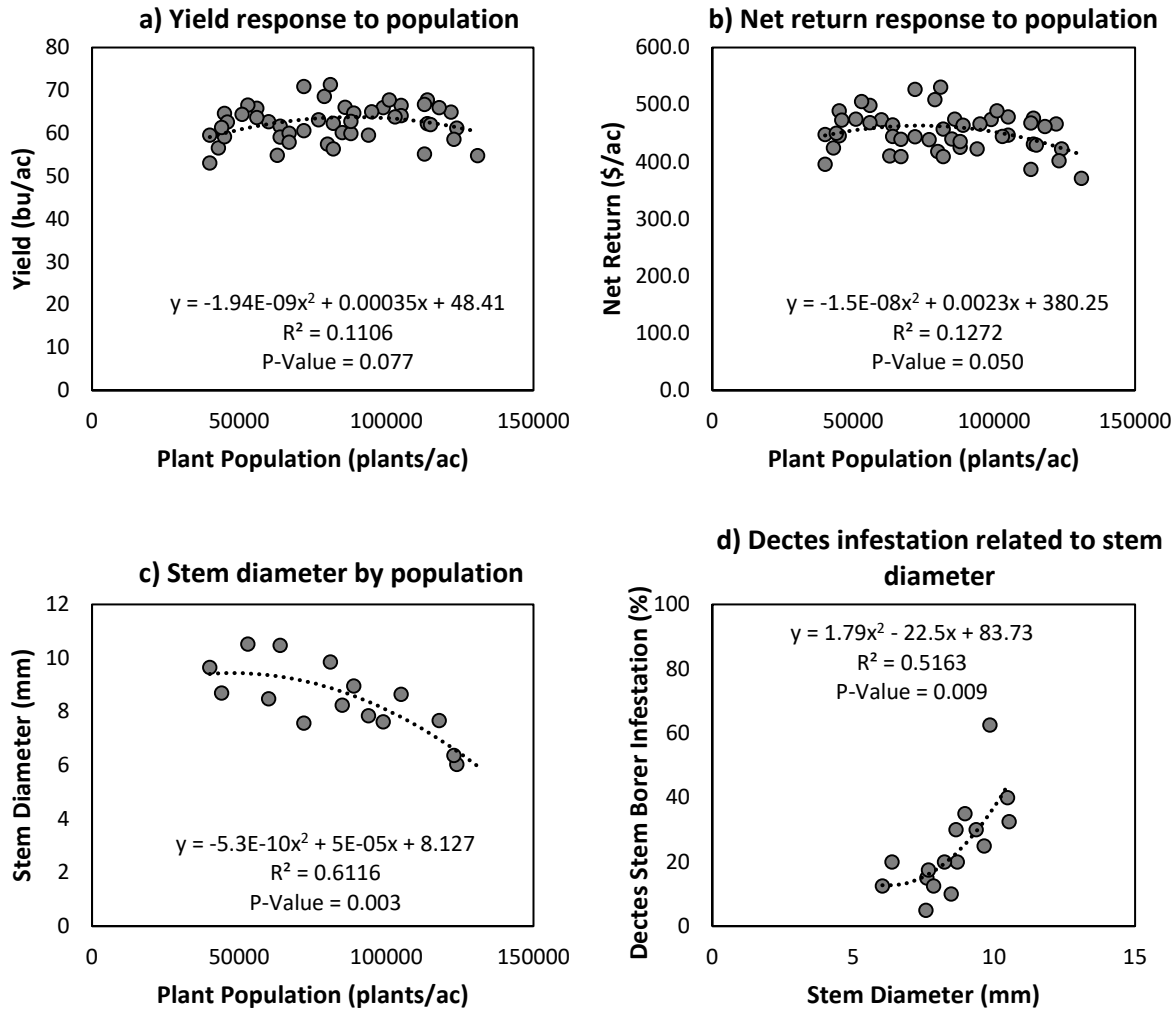 a) Yield response to population
80
70
60
50
40
30
20
10
0
Yield (bu/ac)
y = -1.94E-09x² + 0.00035x + 48.41
R² = 0.1106
P-Value = 0.077
0 50000 100000 150000
Plant Population (plants/ac)
b) Net return response to population
600.0
500.0
400.0
300.0
200.0
100.0
0.0
Net Return ($/ac)
y = -1.5E-08x² + 0.0023x + 380.25
R² = 0.1272
P-Value = 0.050
0 50000 100000 150000
Plant Population (plants/ac)
c) Stem diameter by population
12
10
8
6
4
2
0
Stem Diameter (mm)
y = -5.3E-10x² + 5E-05x + 8.127
R² = 0.6116
P-Value = 0.003
0 50000 100000 150000
Plant Population (plants/ac)
d) Dectes infestation related to stem
diameter
100
80
60
40
20
0
Dectes Stem Borer Infestation (%)
y = 1.79x² - 22.5x + 83.73
R² = 0.5163
P-Value = 0.009
0 5 10 15
Stem Diameter (mm)